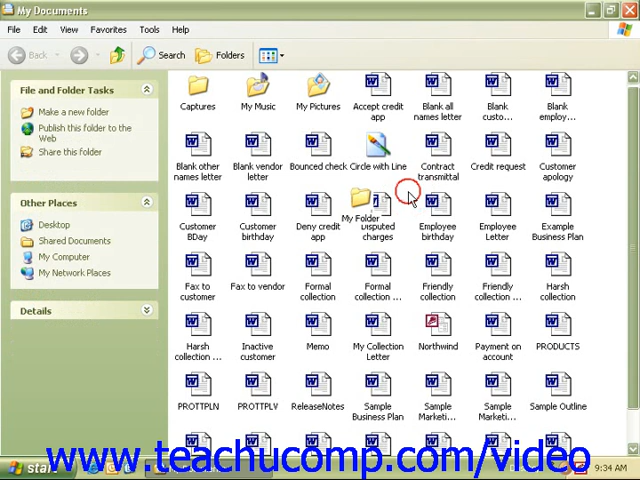 My Documents
File Edit View Favorites Tools Help
Back Search Folders
File and Folder Tasks
Make a new folder
Publish this folder to the
Web
Share this folder
Other Places
Desktop
Shared Documents
My Computer
My Network Places
Details
Captures My Music My Pictures Accept credit Blank all Blank Blank
app names letter custo... employ...
Blank other Blank vendor Bounced check Circle with Line Contract Credit request Customer
names letter letter transmittal apology
My Folder
Customer Customer Deny credit Disputed Employee Employee Example
BDay birthday app charges birthday Letter Business Plan
Fax to Fax to vendor Formal Formal Friendly Friendly Harsh
customer collection collection ... collection collection ... collection
Harsh Inactive Memo My Collection Northwind Payment on PRODUCTS
collection ... customer Letter account
PROTTPLN PROTTPLV ReleaseNotes Sample Sample Sample Sample Outline
Business Plan Marketi... Marketi...
www.teachucomp.com/video
start 9:34 AM